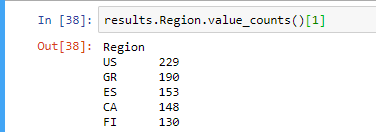 In [38]: results.Region.value_counts()[1]
Out[38]: Region
US 229
GR 190
ES 153
CA 148
FI 130